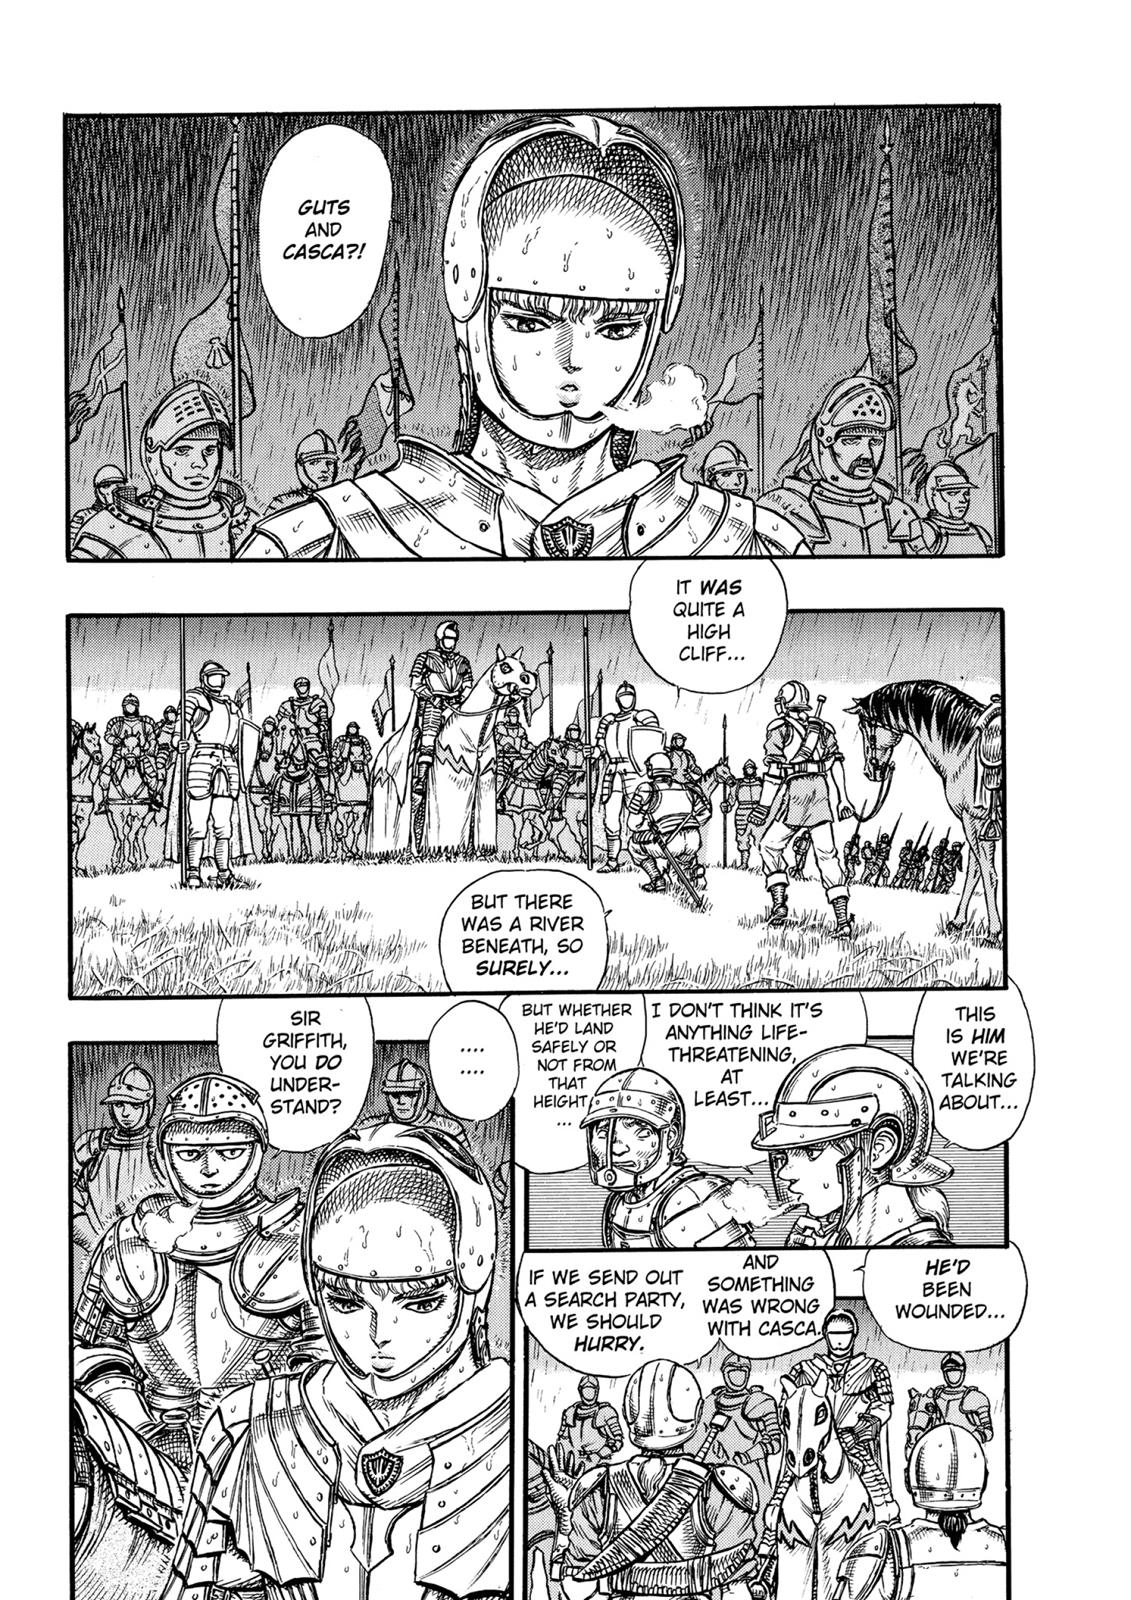 GUTS
AND
CASCA?!
IT WAS
QUITE A
HIGH
CLIFF...
BUT THERE
WAS A RIVER
BENEATH, SO
SURELY...
THIS
IS HIM
WE'RE
TALKING
ABOUT...
I DON'T THINK IT'S
ANYTHING LIFE-
THREATENING,
AT
LEAST...
BUT WHETHER
HE'D LAND
SAFELY OR
NOT FROM
THAT
HEIGHT
...
HE'D
BEEN
WOUNDED...
AND
SOMETHING
WAS WRONG
WITH CASCA.
IF WE SEND OUT
A SEARCH PARTY,
WE SHOULD
HURRY.
....
....
SIR
GRIFFITH,
YOU DO
UNDER-
STAND?